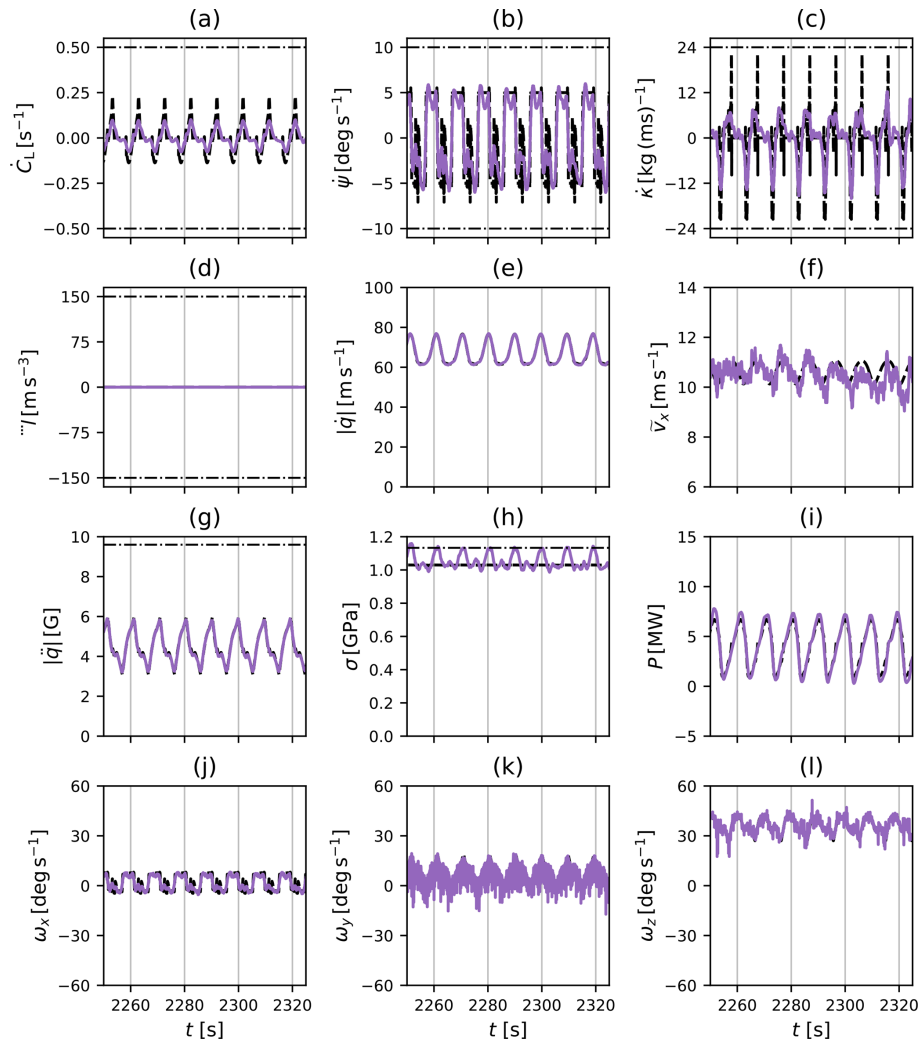 (a) (b) (c)
0.50 0.25 0.00 −0.25 −0.50
Ċ_L [s⁻¹]
10 5 0 −5 −10
ψ̇ [deg s⁻¹]
24 12 0 −12 −24
κ̇ [kg (ms)⁻¹]
(d) (e) (f)
150 75 0 −75 −150
l⃛ [m s⁻³]
100 80 60 40 20 0
|q̇| [m s⁻¹]
14 12 10 8 6
ṽₓ [m s⁻¹]
(g) (h) (i)
10 8 6 4 2 0
|q̈| [G]
1.2 1.0 0.8 0.6 0.4 0.2 0.0
σ [GPa]
15 10 5 0 −5
P [MW]
(j) (k) (l)
60 30 0 −30 −60
ωₓ [deg s⁻¹]
60 30 0 −30 −60
ω_y [deg s⁻¹]
60 30 0 −30 −60
ω_z [deg s⁻¹]
2260 2280 2300 2320 2260 2280 2300 2320 2260 2280 2300 2320
t [s] t [s] t [s]